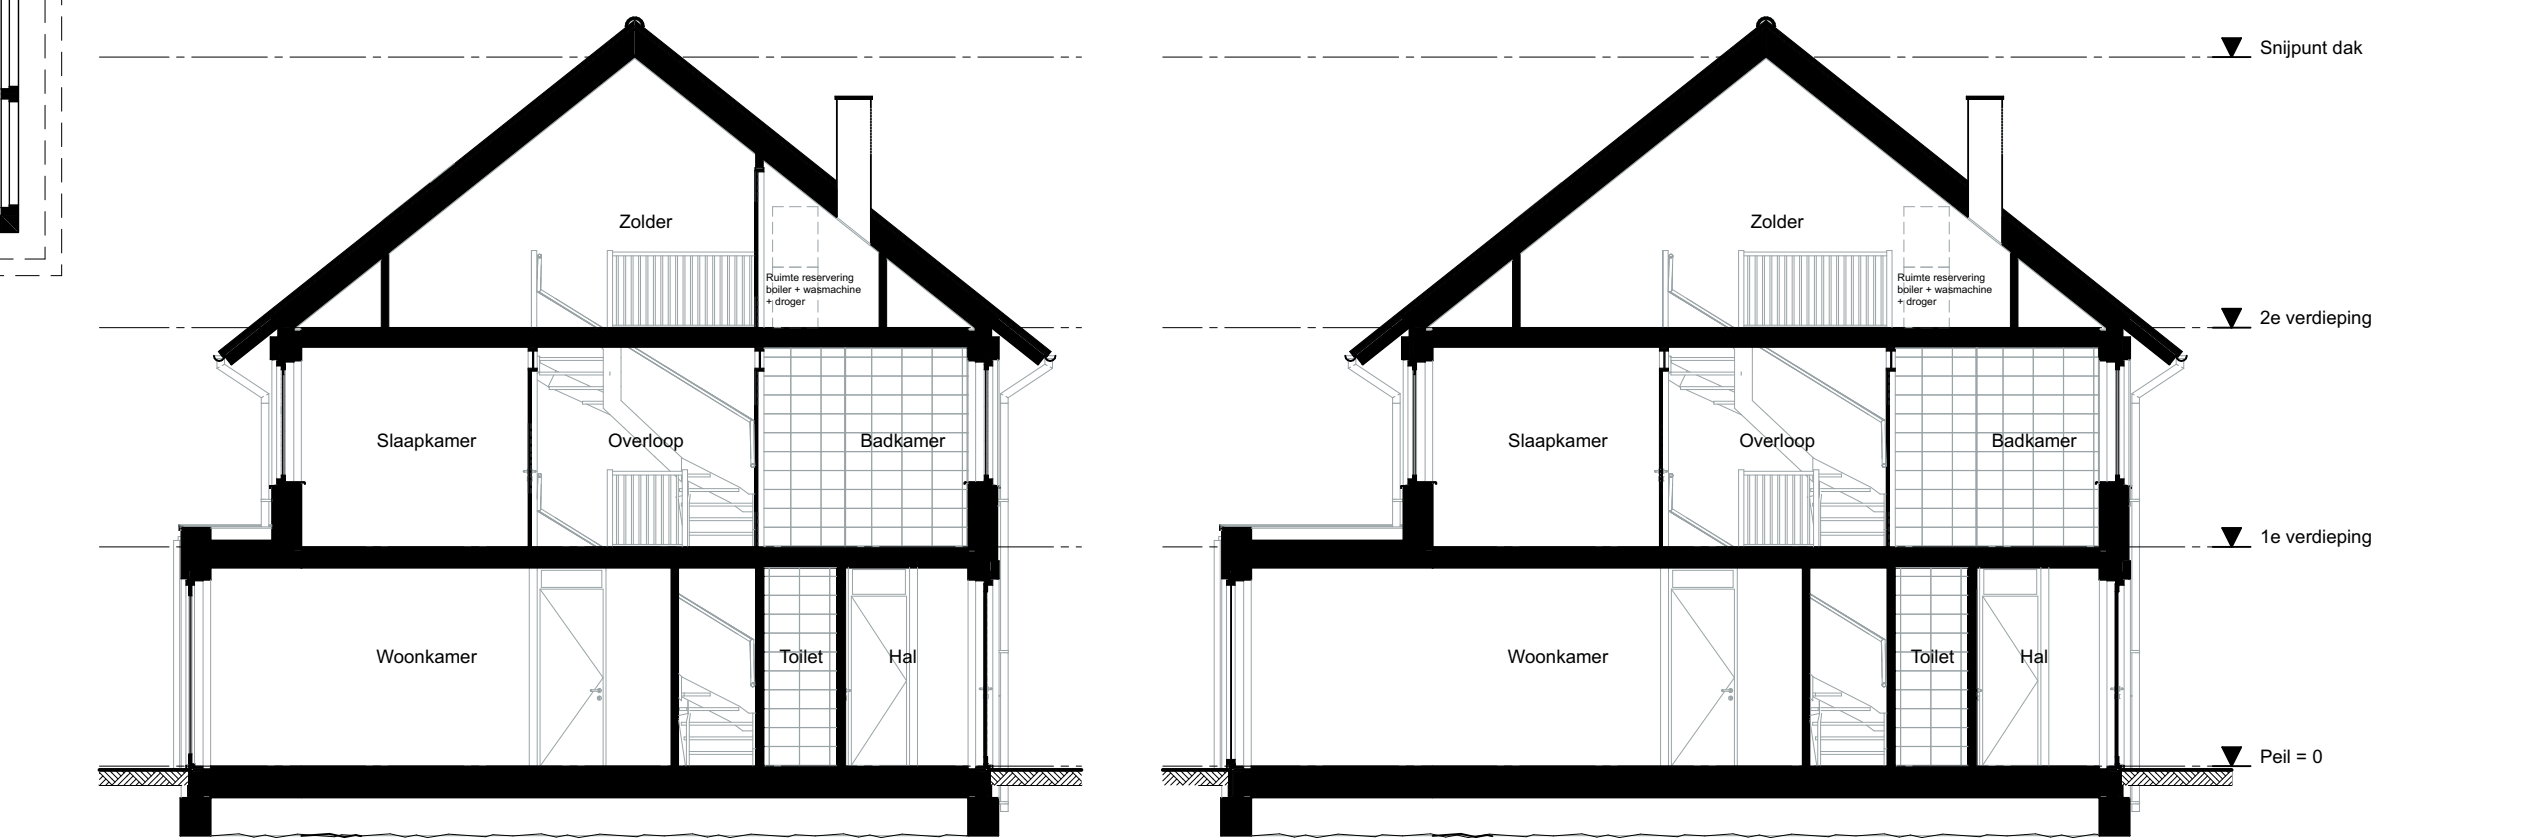 Snijpunt dak
Zolder
Ruimte reservering
boiler + wasmachine
+ droger
Zolder
Ruimte reservering
boiler + wasmachine
+ droger
2e verdieping
Slaapkamer
Overloop
Badkamer
Slaapkamer
Overloop
Badkamer
1e verdieping
Woonkamer
Toilet
Hal
Woonkamer
Toilet
Hal
Peil = 0